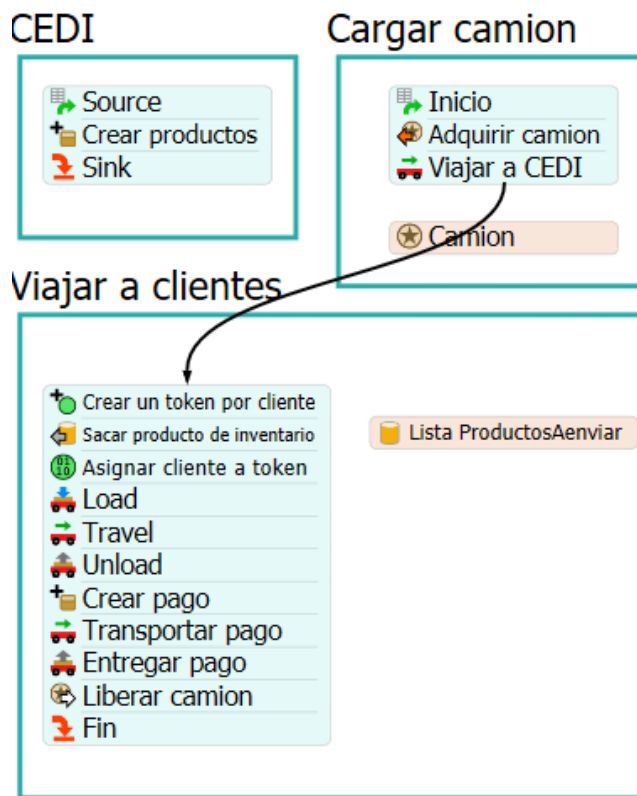 CEDI
Source
Crear productos
Sink
Cargar camion
Inicio
Adquirir camion
Viajar a CEDI
Camion
Viajar a clientes
Crear un token por cliente
Sacar producto de inventario
Asignar cliente a token
Load
Travel
Unload
Crear pago
Transportar pago
Entregar pago
Liberar camion
Fin
Lista ProductosAenviar